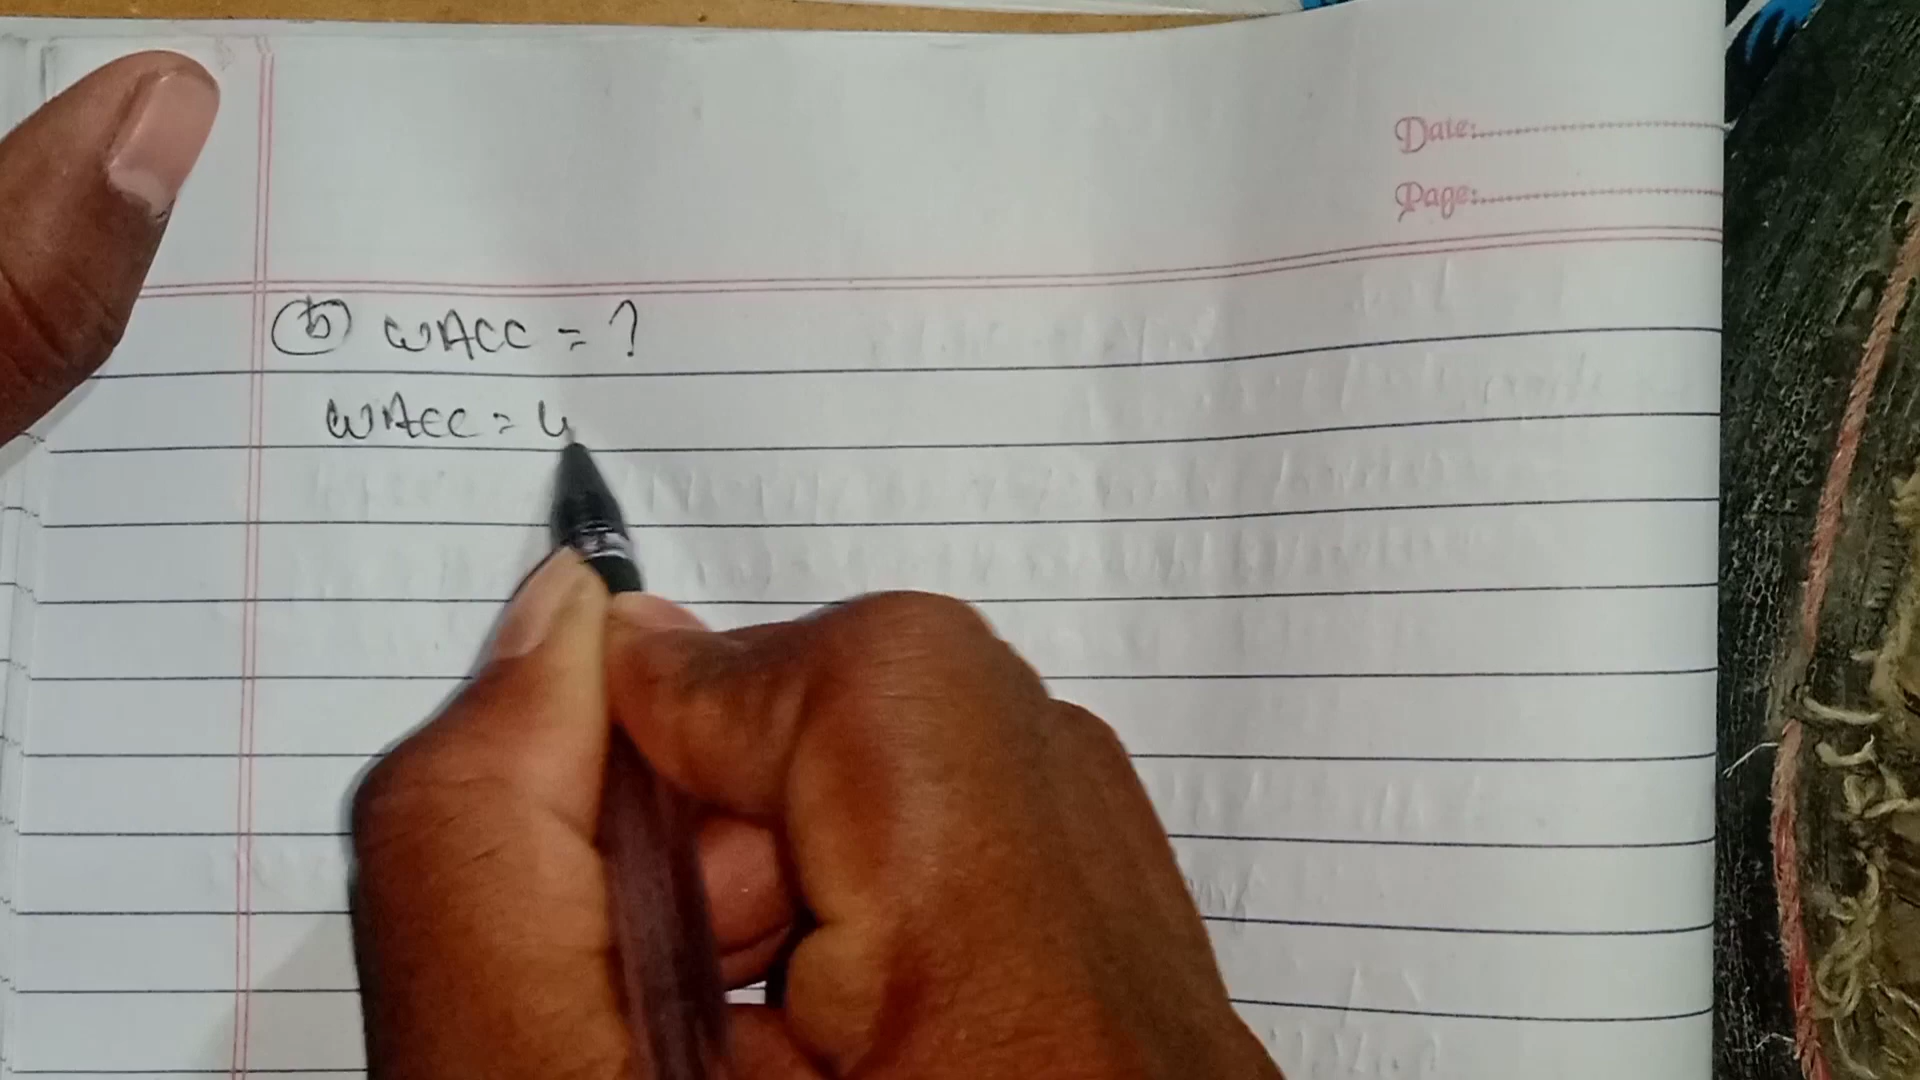 Date:
Page:
(b) WACC = ?
WACC =